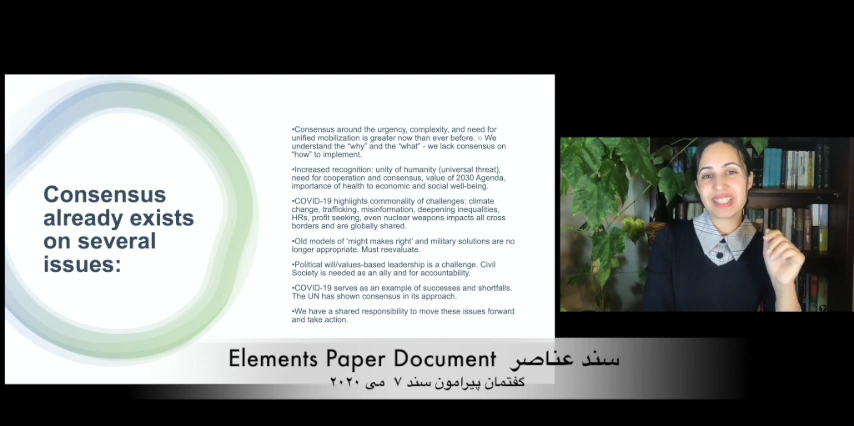 Consensus
already exists
on several
issues:
•Consensus around the urgency, complexity, and need for
unified mobilization is greater now than ever before. ○ We
understand the "why" and the "what" - we lack consensus on
"how" to implement.
•Increased recognition: unity of humanity (universal threat),
need for cooperation and consensus, value of 2030 Agenda,
importance of health to economic and social well-being.
•COVID-19 highlights commonality of challenges: climate
change, trafficking, misinformation, deepening inequalities,
HRs, profit seeking, even nuclear weapons impacts all cross
borders and are globally shared.
•Old models of 'might makes right' and military solutions are no
longer appropriate. Must reevaluate.
•Political will/values-based leadership is a challenge. Civil
Society is needed as an ally and for accountability.
•COVID-19 serves as an example of successes and shortfalls.
The UN has shown consensus in its approach.
•We have a shared responsibility to move these issues forward
and take action.
Elements Paper Document سند عناصر
گفتمان پیرامون سند ۷ می ۲۰۲۰